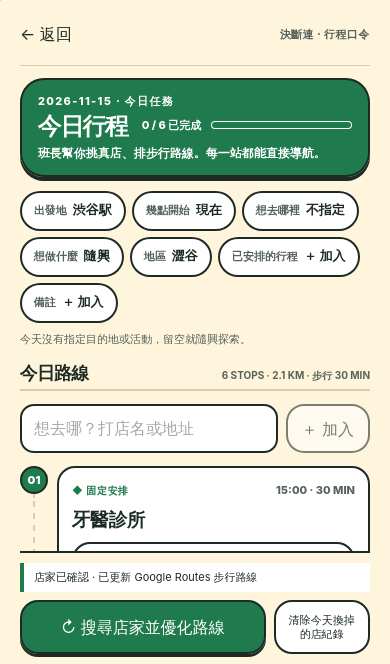 ← 返回
決斷連 · 行程口令
2026-11-15 · 今日任務
今日行程 0 / 6 已完成
班長幫你挑真店、排步行路線。每一站都能直接導航。
出發地 渋谷駅 幾點開始 現在 想去哪裡 不指定
想做什麼 隨興 地區 澀谷 已安排的行程 + 加入
備註 + 加入
今天沒有指定目的地或活動，留空就隨興探索。
今日路線 6 STOPS · 2.1 KM · 步行 30 MIN
想去哪？打店名或地址 + 加入
01
◆ 固定安排 15:00 · 30 MIN
牙醫診所
店家已確認 · 已更新 Google Routes 步行路線
↻ 搜尋店家並優化路線
清除今天換掉
的店紀錄